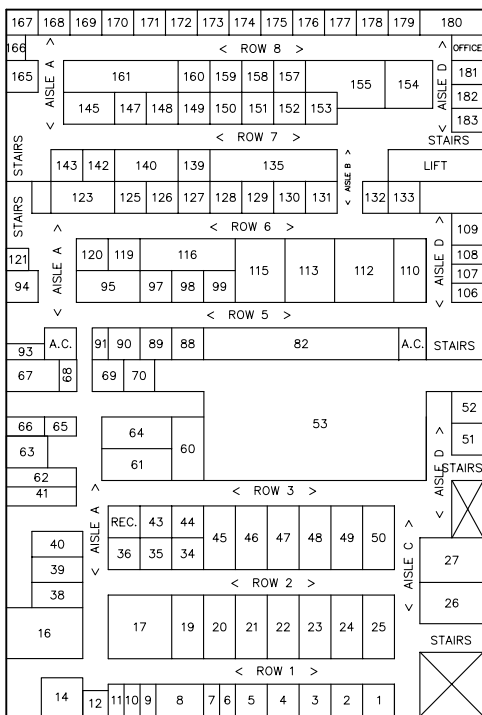 167 168 169 170 171 172 173 174 175 176 177 178 179 180
166 AISLE A < ROW 8 > AISLE D OFFICE
165 161 160 159 158 157 155 154 181
145 147 148 149 150 151 152 153 182
183
< ROW 7 > STAIRS
STAIRS 143 142 140 139 135 AISLE B LIFT
123 125 126 127 128 129 130 131 132 133
STAIRS < ROW 6 > 109
121 AISLE A 120 119 116 115 113 112 110 AISLE D 108
94 95 97 98 99 107
106
< ROW 5 >
93 A.C. 91 90 89 88 82 A.C. STAIRS
67 68 69 70
53 52
66 65 64 51
63 61 60 AISLE D
62 STAIRS
41 < ROW 3 >
AISLE A REC. 43 44 45 46 47 48 49 50 AISLE C
40 36 35 34 27
39
38 < ROW 2 > 26
16 17 19 20 21 22 23 24 25
STAIRS
< ROW 1 >
14 12 11 10 9 8 7 6 5 4 3 2 1